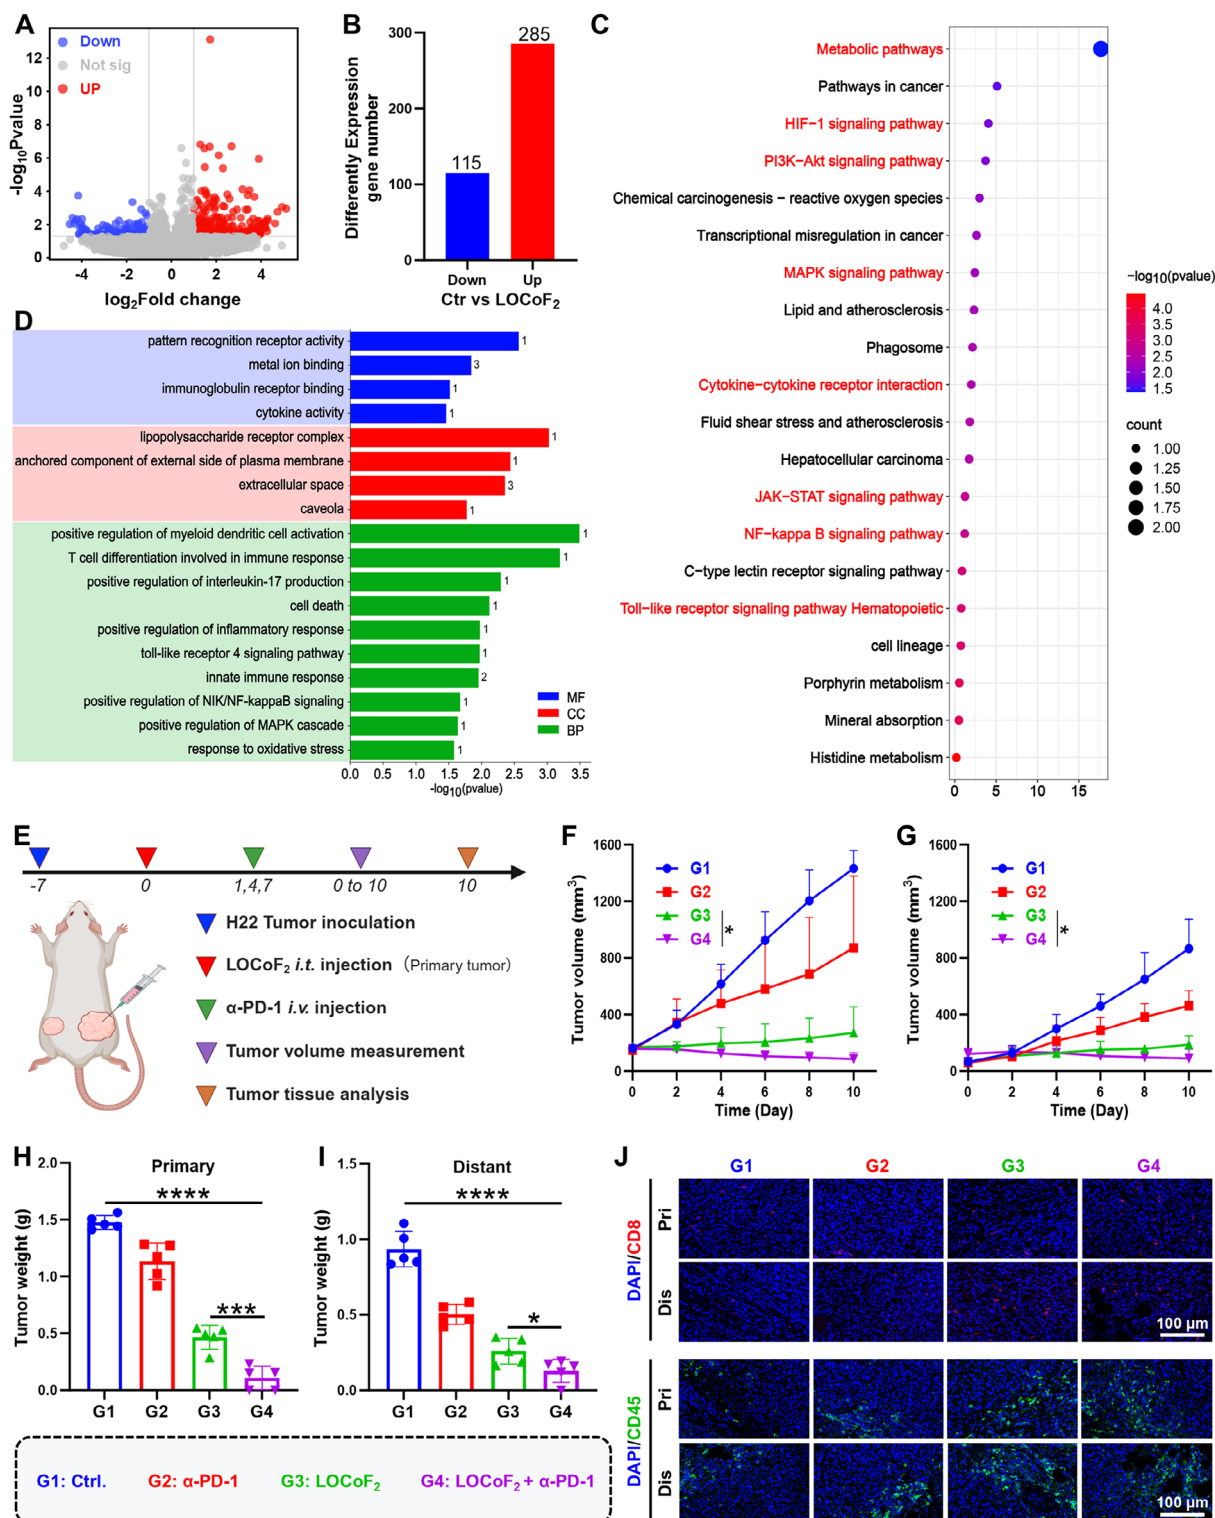 A
Down
Not sig
UP
-log10Pvalue
12
10
8
6
4
2
0
-4
-2
0
2
4
log2Fold change
B
Differently Expression
gene number
300
200
100
0
115
285
Down
Up
Ctr vs LOCoF2
C
Metabolic pathways
Pathways in cancer
HIF−1 signaling pathway
PI3K−Akt signaling pathway
Chemical carcinogenesis − reactive oxygen species
Transcriptional misregulation in cancer
MAPK signaling pathway
Lipid and atherosclerosis
Phagosome
Cytokine−cytokine receptor interaction
Fluid shear stress and atherosclerosis
Hepatocellular carcinoma
JAK−STAT signaling pathway
NF−kappa B signaling pathway
C−type lectin receptor signaling pathway
Toll−like receptor signaling pathway Hematopoietic
cell lineage
Porphyrin metabolism
Mineral absorption
Histidine metabolism
0
5
10
15
−log10(pvalue)
4.0
3.5
3.0
2.5
2.0
1.5
count
1.00
1.25
1.50
1.75
2.00
D
pattern recognition receptor activity 1
metal ion binding 3
immunoglobulin receptor binding 1
cytokine activity 1
lipopolysaccharide receptor complex 1
anchored component of external side of plasma membrane 1
extracellular space 3
caveola 1
positive regulation of myeloid dendritic cell activation 1
T cell differentiation involved in immune response 1
positive regulation of interleukin-17 production 1
cell death 1
positive regulation of inflammatory response 1
toll-like receptor 4 signaling pathway 1
innate immune response 2
positive regulation of NIK/NF-kappaB signaling 1
positive regulation of MAPK cascade 1
response to oxidative stress 1
MF
CC
BP
0.0 0.5 1.0 1.5 2.0 2.5 3.0 3.5
-log10(pvalue)
E
-7
0
1,4,7
0 to 10
10
H22 Tumor inoculation
LOCoF2 i.t. injection （Primary tumor）
α-PD-1 i.v. injection
Tumor volume measurement
Tumor tissue analysis
F
Tumor volume (mm3)
1600
1200
800
400
0
G1
G2
G3
G4
*
0 2 4 6 8 10
Time (Day)
G
Tumor volume (mm3)
1600
1200
800
400
0
G1
G2
G3
G4
*
0 2 4 6 8 10
Time (Day)
H
Primary
Tumor weight (g)
2.0
1.5
1.0
0.5
0.0
****
***
G1 G2 G3 G4
I
Distant
Tumor weight (g)
1.5
1.0
0.5
0.0
****
*
G1 G2 G3 G4
J
G1 G2 G3 G4
DAPI/CD8
Pri
Dis
100 μm
DAPI/CD45
Pri
Dis
100 μm
G1: Ctrl. G2: α-PD-1 G3: LOCoF2 G4: LOCoF2 + α-PD-1